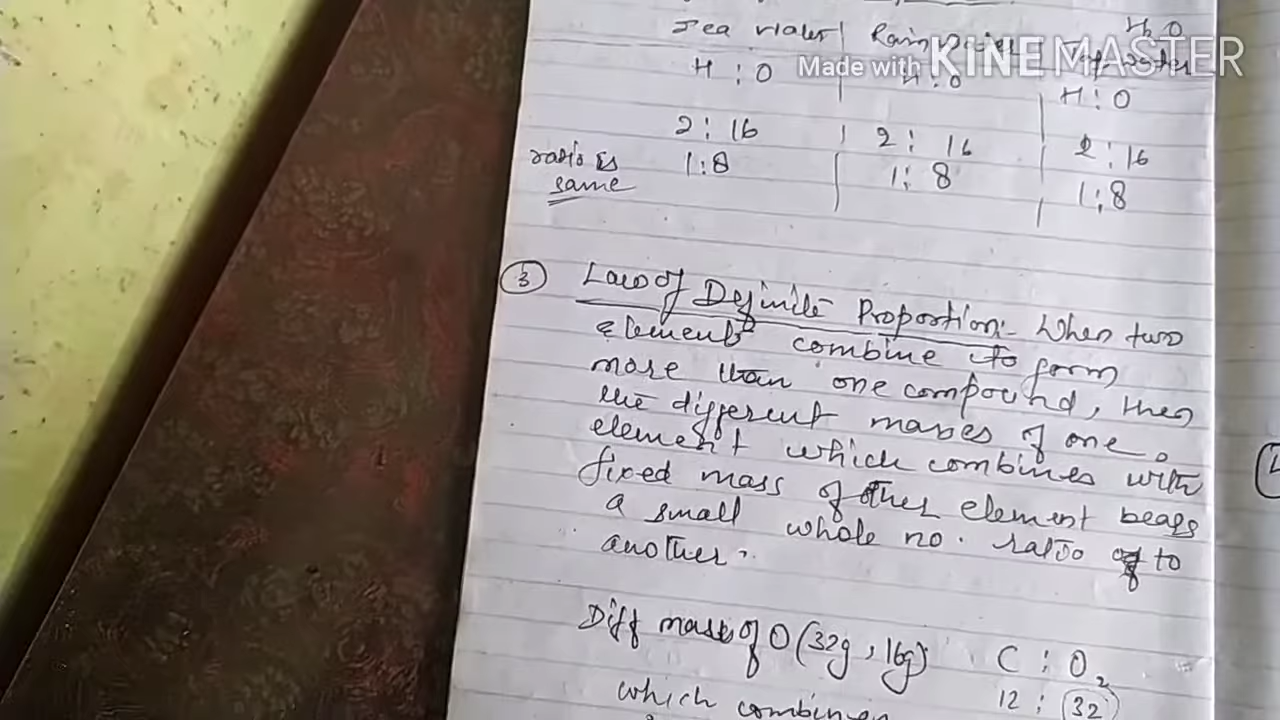 H2O
Sea water Rain water Tap water
Made with KINEMASTER
H : O H : O H : O
2 : 16 2 : 16 2 : 16
ratio is 1:8 1: 8 1:8
same
3 Law of Definite Proportion:- When two
elements combine to form
more than one compound, then
the different masses of one
element which combines with
fixed mass of other element bears
a small whole no. ratio to
another.
Diff mass of O (32g, 16g) C : O2
which combines 12 : 32